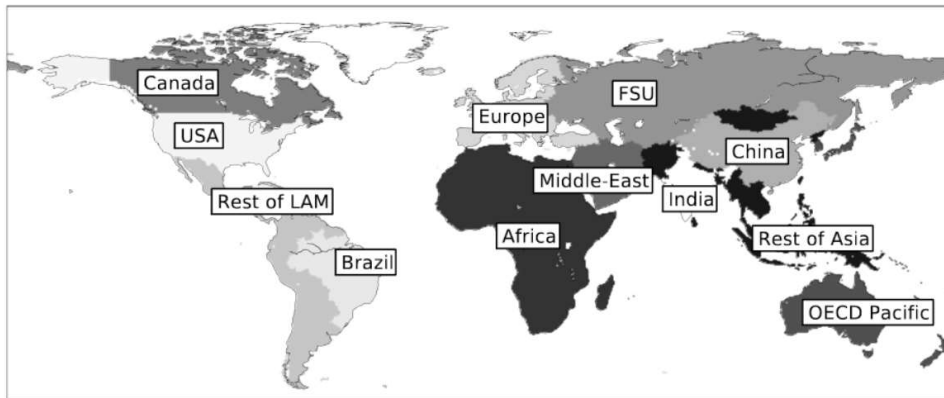 Canada
FSU
Europe
USA
China
Middle-East
India
Rest of LAM
Africa
Rest of Asia
Brazil
OECD Pacific